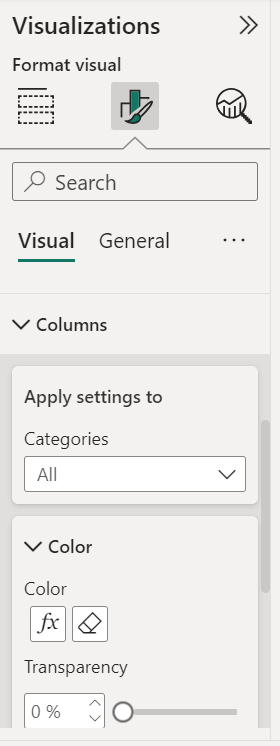 Visualizations
Format visual
Search
Visual General ...
Columns
Apply settings to
Categories
All
Color
Color
fx
Transparency
0 %